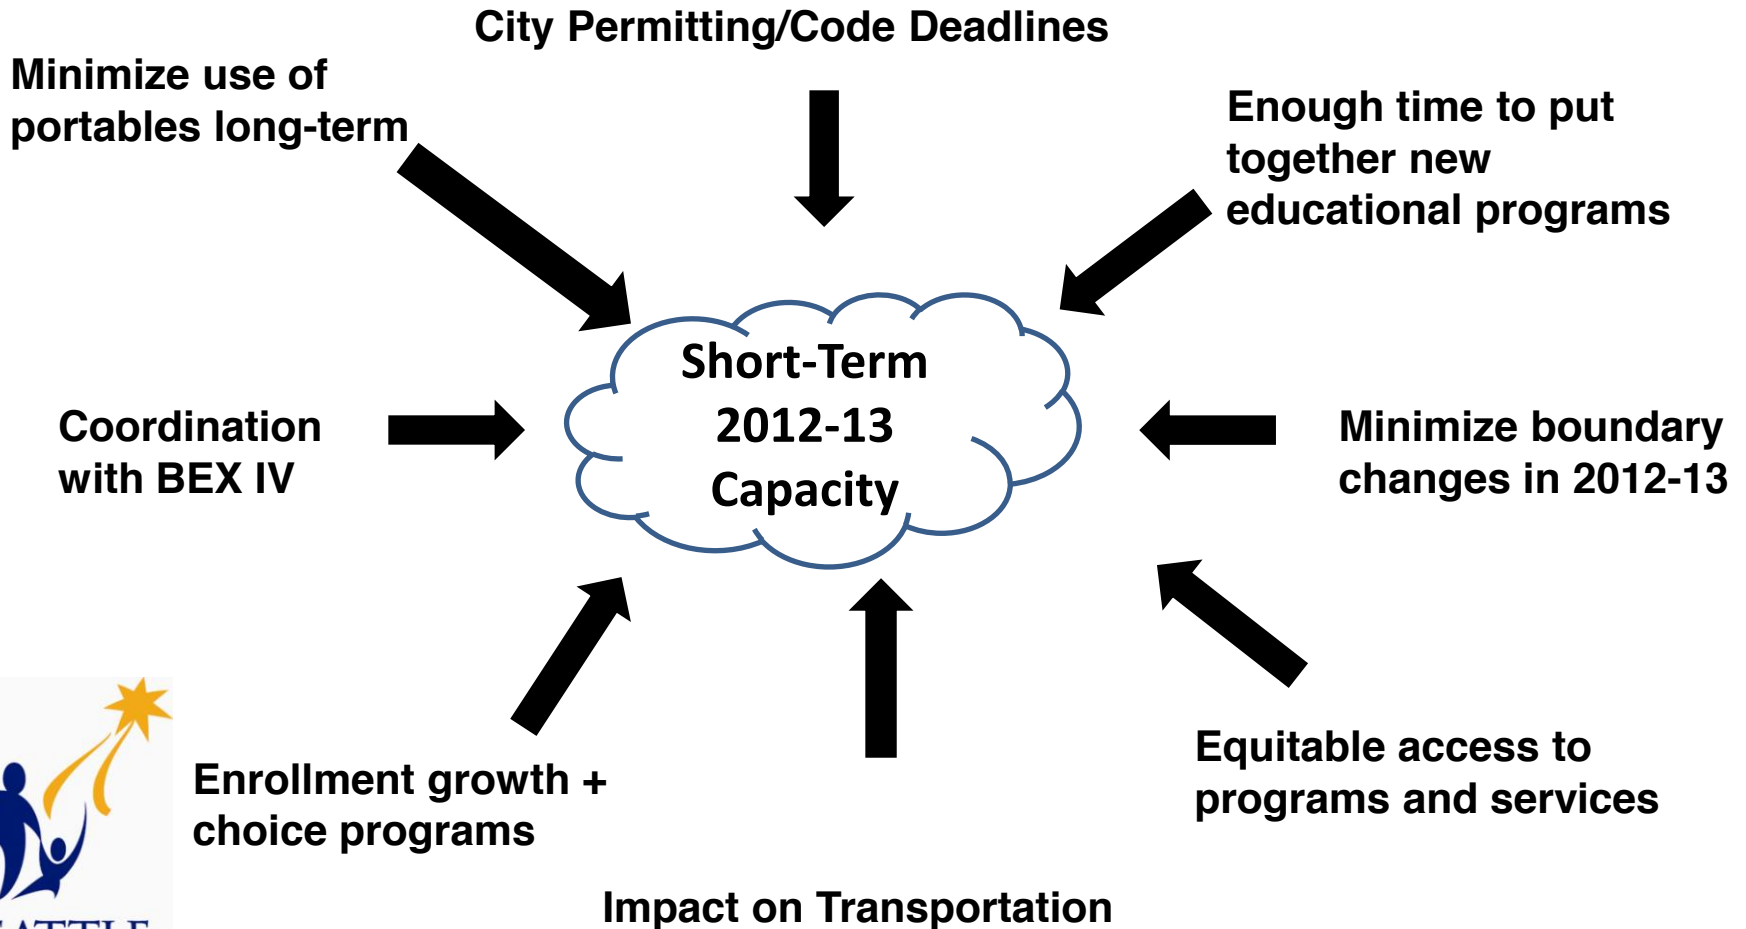 City Permitting/Code Deadlines
Minimize use of
portables long-term
Enough time to put
together new
educational programs
Short-Term
2012-13
Capacity
Coordination
with BEX IV
Minimize boundary
changes in 2012-13
Enrollment growth +
choice programs
Equitable access to
programs and services
Impact on Transportation